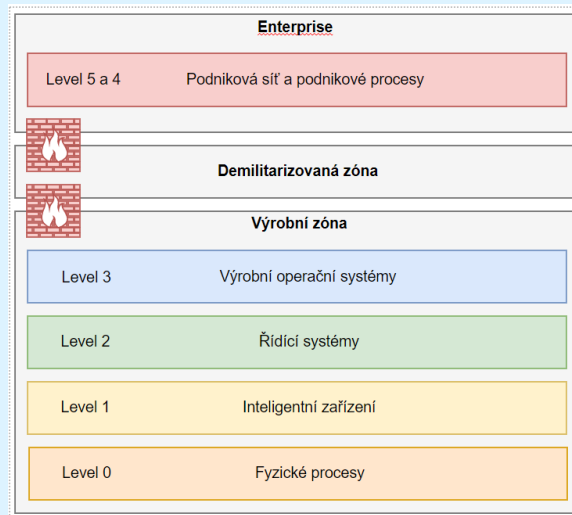 Enterprise
Level 5 a 4 Podniková síť a podnikové procesy
Demilitarizovaná zóna
Výrobní zóna
Level 3 Výrobní operační systémy
Level 2 Řídící systémy
Level 1 Inteligentní zařízení
Level 0 Fyzické procesy